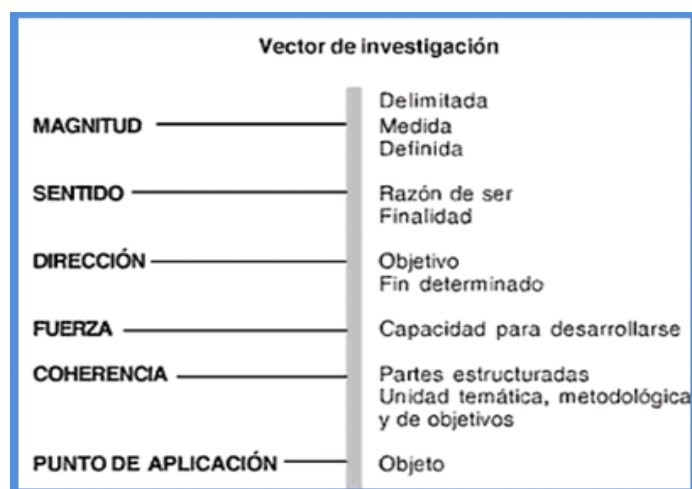 Vector de investigación
Delimitada
MAGNITUD Medida
Definida
SENTIDO Razón de ser
Finalidad
DIRECCIÓN Objetivo
Fin determinado
FUERZA Capacidad para desarrollarse
COHERENCIA Partes estructuradas
Unidad temática, metodológica
y de objetivos
PUNTO DE APLICACIÓN Objeto